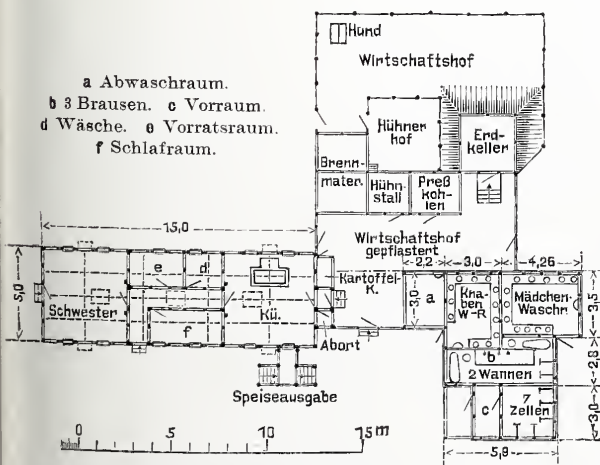 a Abwaschraum.
b 3 Brausen. c Vorraum.
d Wäsche. e Vorratsraum.
f Schlafraum.
Hund
Wirtschaftshof
Hühner
hof
Erd-
keller
Brenn-
mater.
Hühn-
stall
Preß
koh-
len
15,0
Wirtschaftshof
gepflastert
2,2
3,0
4,26
5,0
Schwester
e
d
f
Kü.
Kartoffel-
K.
3,0
a
Kna-
ben
W-R
Mädchen-
Waschr.
3,5
Abort
b
2 Wannen
2,8
Speiseausgabe
c
7
Zellen
3,0
5,9
0
5
10
15m